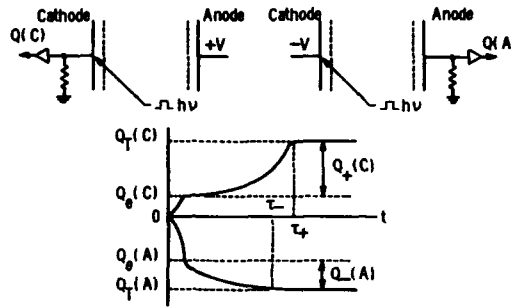 Cathode Anode Cathode Anode
Q(C) +V −V Q(A
⎍ hν ⎍ hν
Q_T(C)
Q_+(C)
Q_e(C)
τ_−
0 t
τ_+
Q_e(A)
Q_−(A)
Q_T(A)